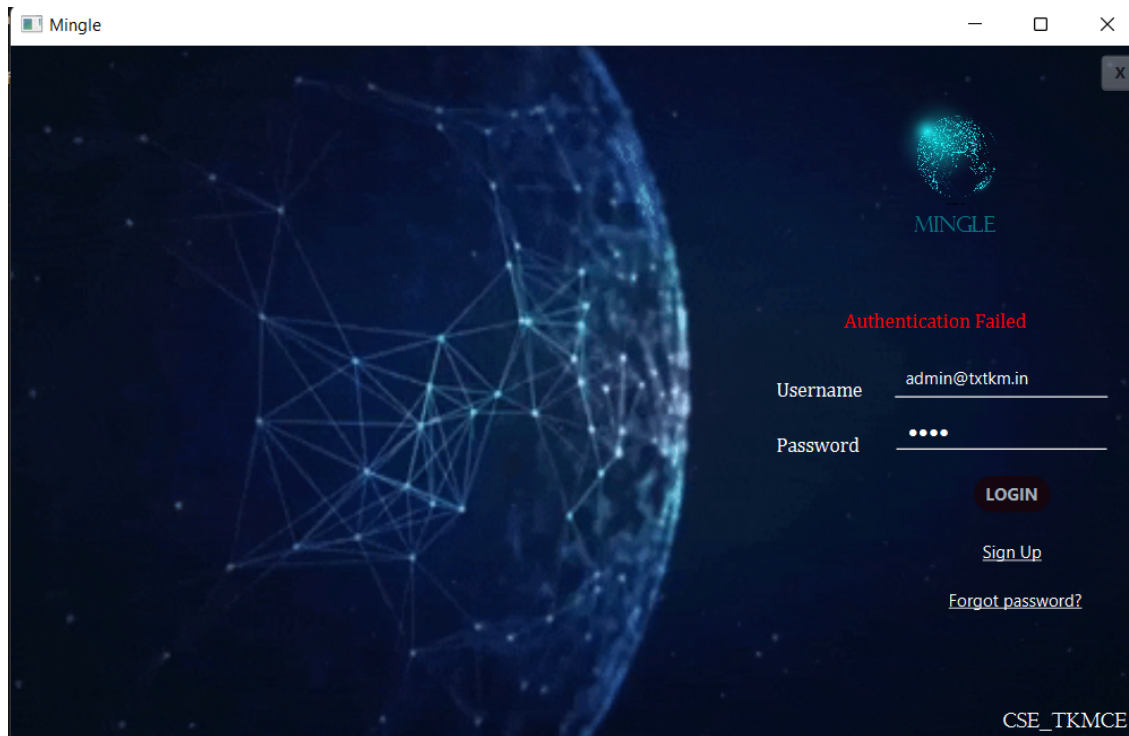 Mingle
X
MINGLE
Authentication Failed
Username admin@txtkm.in
Password ••••
LOGIN
Sign Up
Forgot password?
CSE_TKMCE